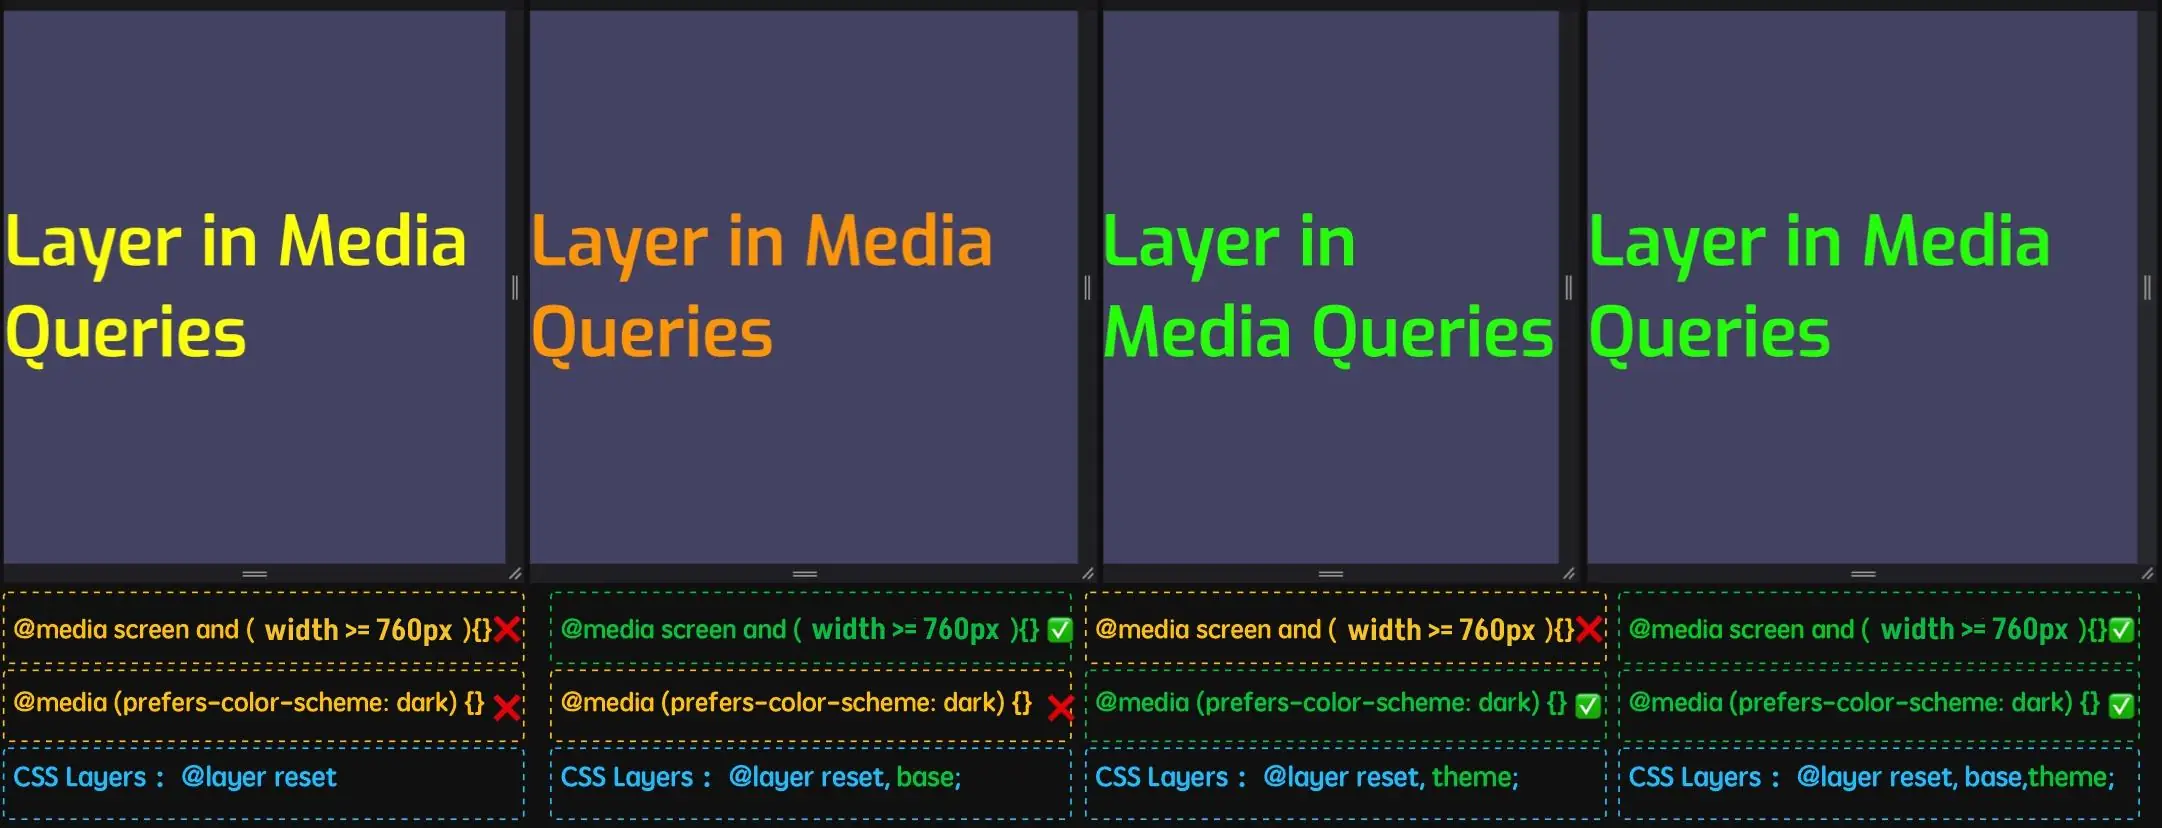 Layer in Media
Queries
Layer in Media
Queries
Layer in
Media Queries
Layer in Media
Queries
@media screen and ( width >= 760px ){}
@media (prefers-color-scheme: dark) {}
CSS Layers : @layer reset
@media screen and ( width >= 760px ){}
@media (prefers-color-scheme: dark) {}
CSS Layers : @layer reset, base;
@media screen and ( width >= 760px ){}
@media (prefers-color-scheme: dark) {}
CSS Layers : @layer reset, theme;
@media screen and ( width >= 760px ){}
@media (prefers-color-scheme: dark) {}
CSS Layers : @layer reset, base,theme;